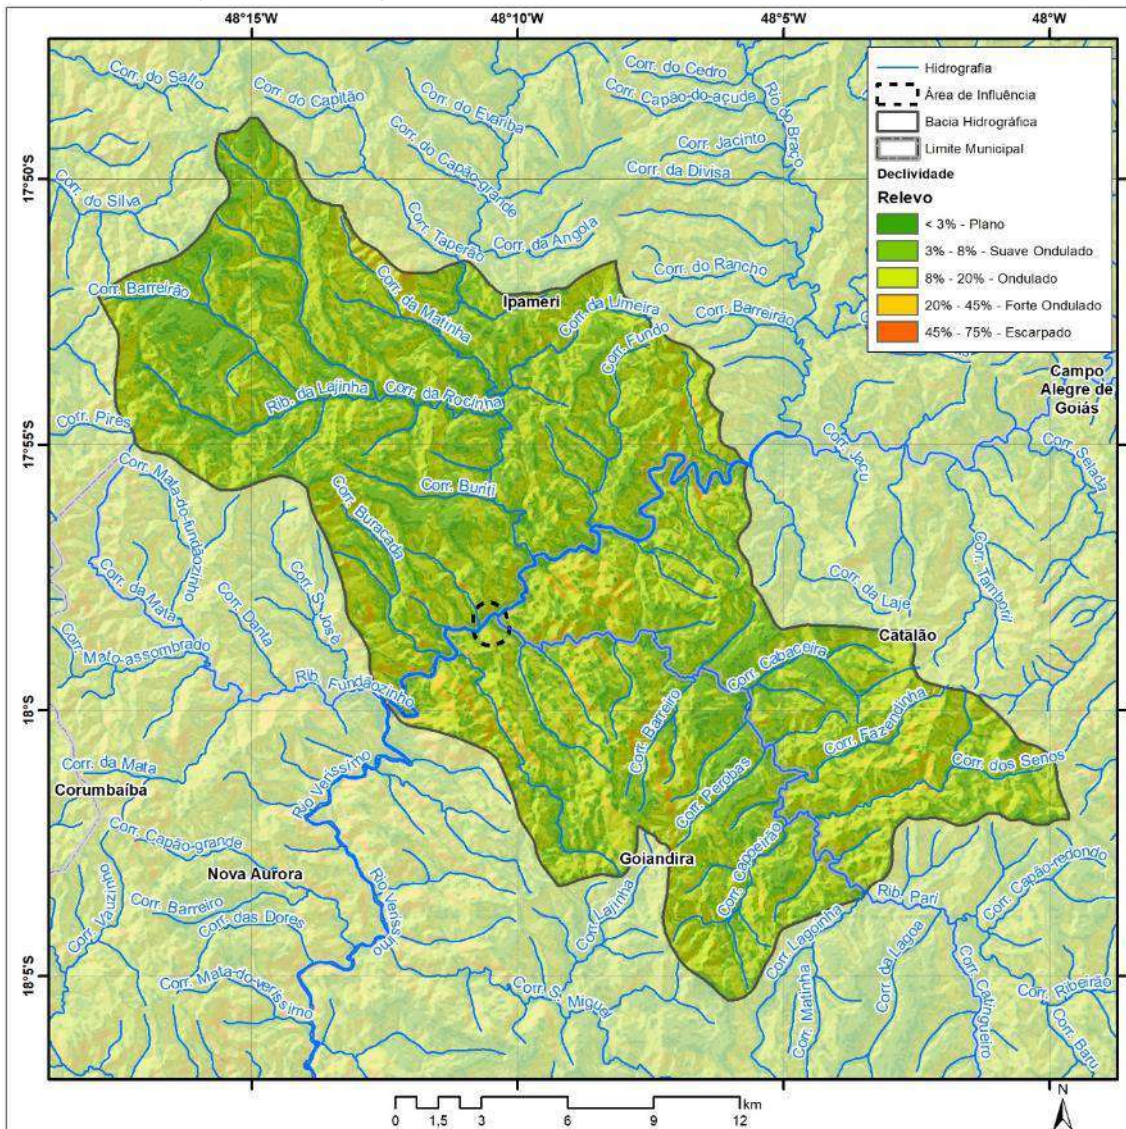 48°15'W
48°10'W
48°5'W
48°W
Hidrografia
Área de Influência
Bacia Hidrográfica
Limite Municipal
Declividade
Relevo
< 3% - Plano
3% - 8% - Suave Ondulado
8% - 20% - Ondulado
20% - 45% - Forte Ondulado
45% - 75% - Escarpado
Corr. do Salto
Corr. do Capitão
Corr. do Evariba
Corr. do Cedro
Corr. Capão-do-açude
Rio do Braço
Corr. Jacinto
Corr. do Capão-grande
Corr. da Divisa
17°50'S
Corr. do Silva
Corr. Taperão
Corr. da Angola
Corr. do Rancho
Corr. Barreirão
Corr. da Matinha
Ipameri
Corr. da Limeira
Corr. Fundo
Corr. Barreirão
Campo
Alegre de
Goiás
Rib. da Lajinha
Corr. da Rocinha
Corr. Pires
17°55'S
Corr. Jacu
Corr. Selada
Corr. Mata-do-fundãozinho
Corr. Buriti
Corr. Buracada
Corr. da Mata
Corr. Danta
Corr. S. José
Corr. Tamboril
Corr. da Laje
Corr. Mato-assombrado
Catalão
Rib. Fundãozinho
Corr. Cabaceira
18°S
Corr. Barreiro
Corr. Fazendinha
Corr. dos Senos
Corr. da Mata
Rio Veríssimo
Corumbaíba
Corr. Perobas
Corr. Capão-grande
Goiandira
Corr. Capoeirão
Nova Aurora
Corr. Capão-redondo
Corr. Vauzinho
Corr. Barreiro
Corr. das Dores
Rio Veríssimo
Corr. Lajinha
Rib. Pari
Corr. Lagoinha
Corr. da Lagoa
18°5'S
Corr. Mata-do-veríssimo
Corr. S. Miguel
Corr. Matinha
Corr. Catingueiro
Corr. Ribeirão
Corr. Baru
km
0 1,5 3 6 9 12
N